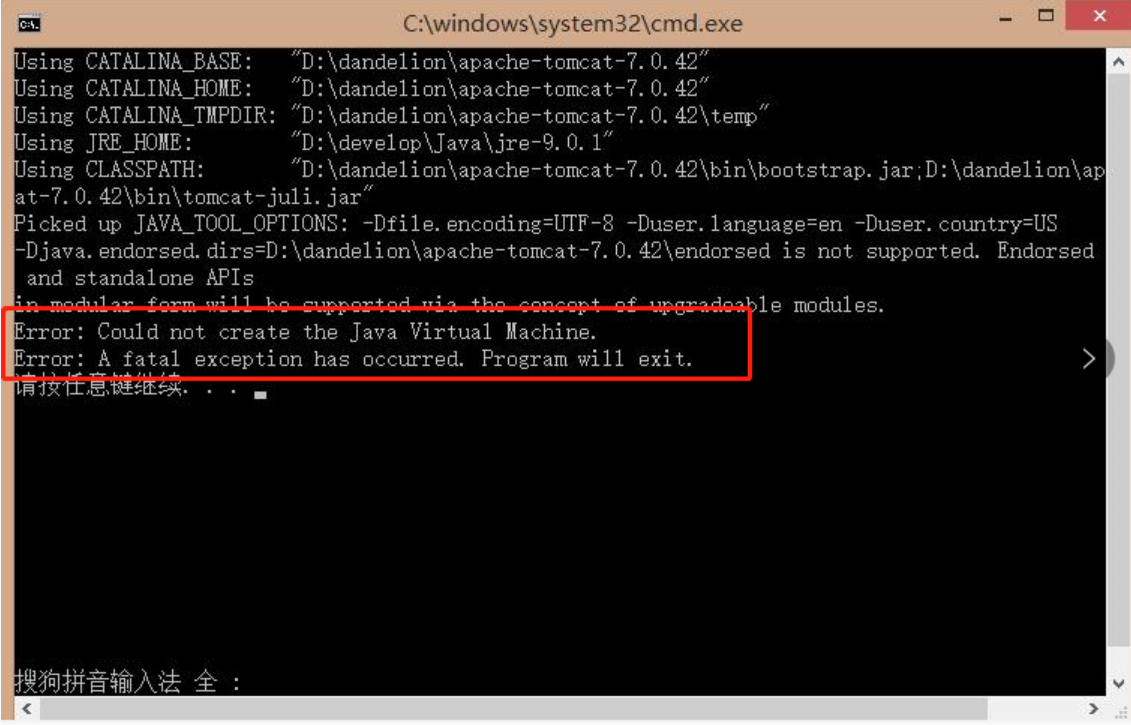 C:\windows\system32\cmd.exe
Using CATALINA_BASE:   "D:\dandelion\apache-tomcat-7.0.42"
Using CATALINA_HOME:   "D:\dandelion\apache-tomcat-7.0.42"
Using CATALINA_TMPDIR: "D:\dandelion\apache-tomcat-7.0.42\temp"
Using JRE_HOME:        "D:\develop\Java\jre-9.0.1"
Using CLASSPATH:       "D:\dandelion\apache-tomcat-7.0.42\bin\bootstrap.jar;D:\dandelion\ap
at-7.0.42\bin\tomcat-juli.jar"
Picked up JAVA_TOOL_OPTIONS: -Dfile.encoding=UTF-8 -Duser.language=en -Duser.country=US
-Djava.endorsed.dirs=D:\dandelion\apache-tomcat-7.0.42\endorsed is not supported. Endorsed
and standalone APIs
in modular form will be supported via the concept of upgradeable modules.
Error: Could not create the Java Virtual Machine.
Error: A fatal exception has occurred. Program will exit.
请按任意键继续. . .
搜狗拼音输入法 全 :